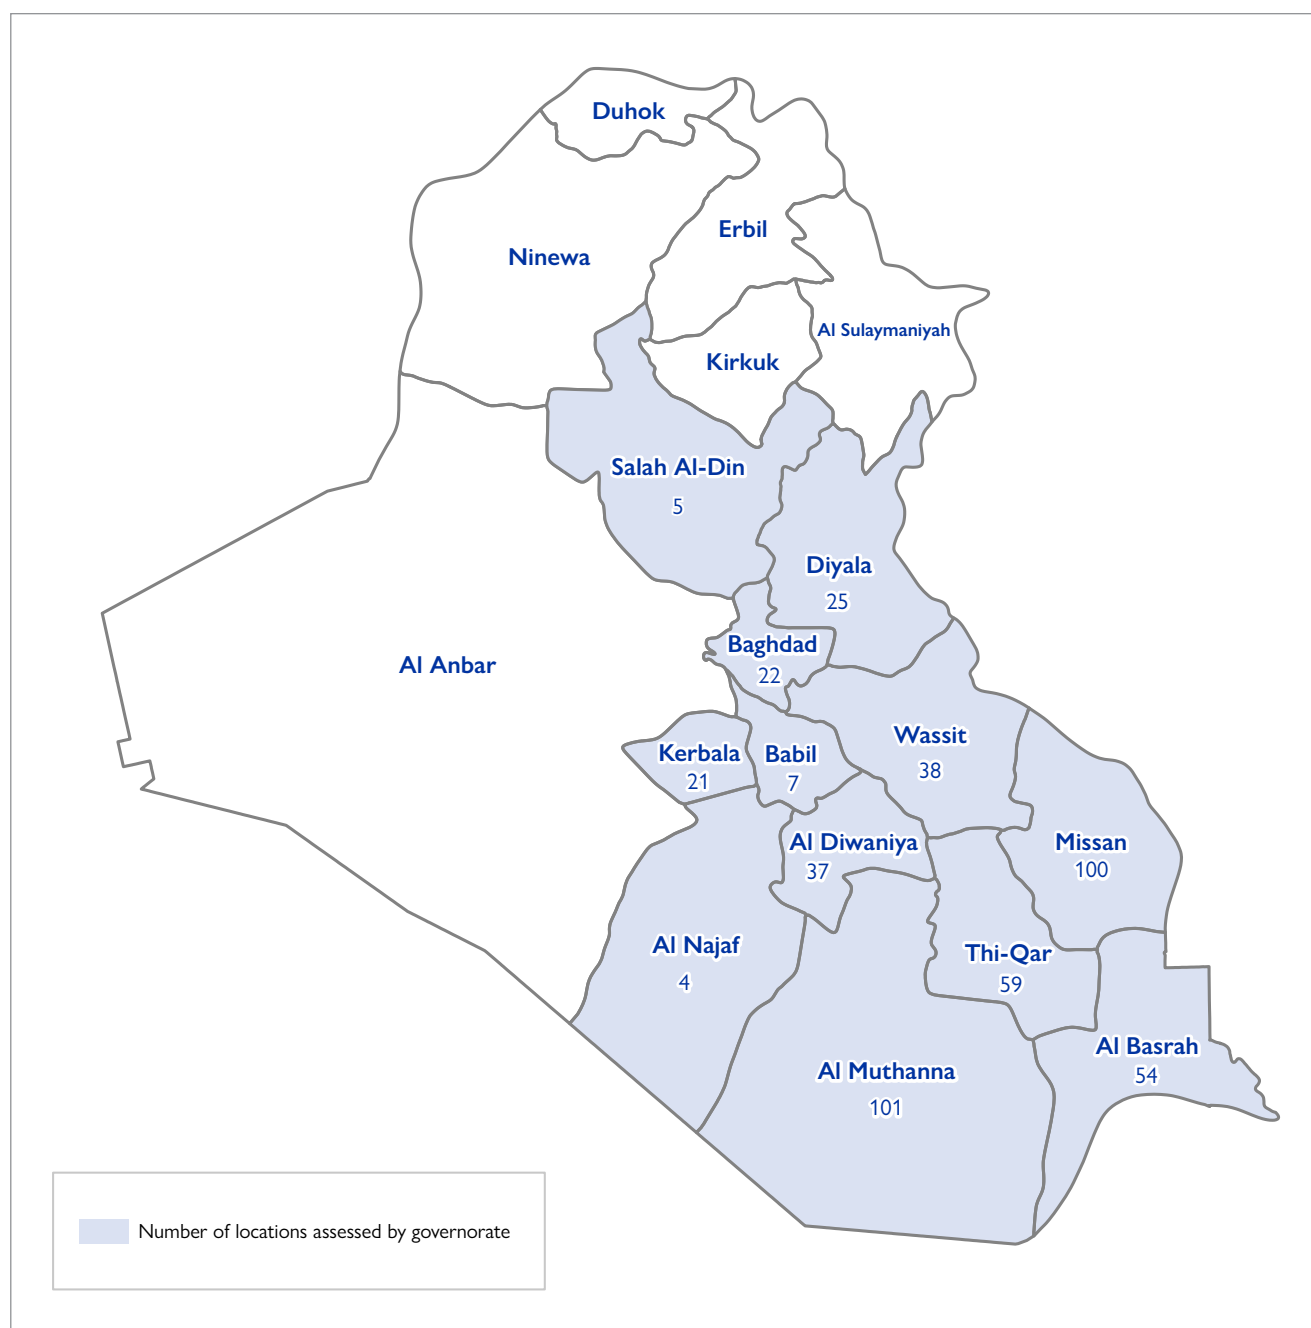 Duhok
Erbil
Ninewa
Al Sulaymaniyah
Kirkuk
Salah Al-Din
5
Diyala
25
Baghdad
22
Al Anbar
Wassit
38
Kerbala
21
Babil
7
Al Diwaniya
37
Missan
100
Al Najaf
4
Thi-Qar
59
Al Basrah
54
Al Muthanna
101
Number of locations assessed by governorate